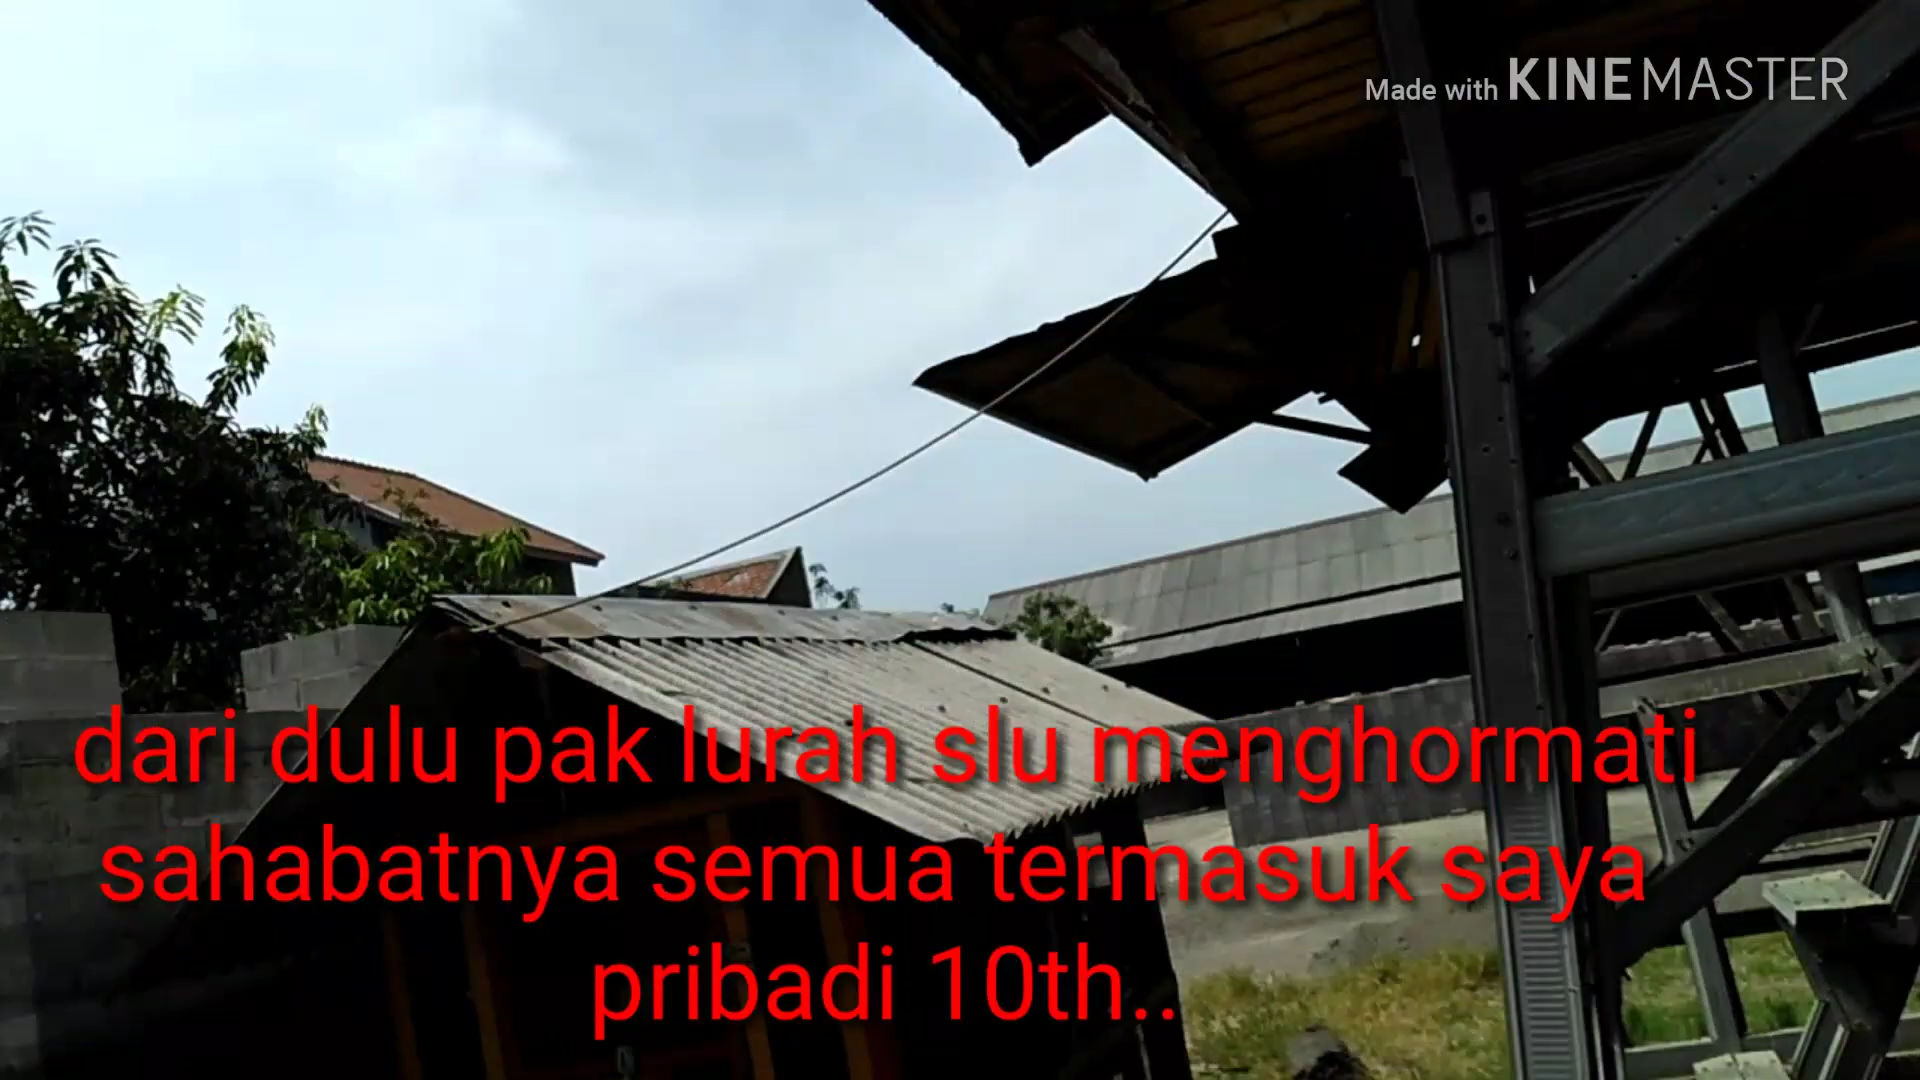 Made with KINEMASTER
dari dulu pak lurah slu menghormati
sahabatnya semua termasuk saya
pribadi 10th..